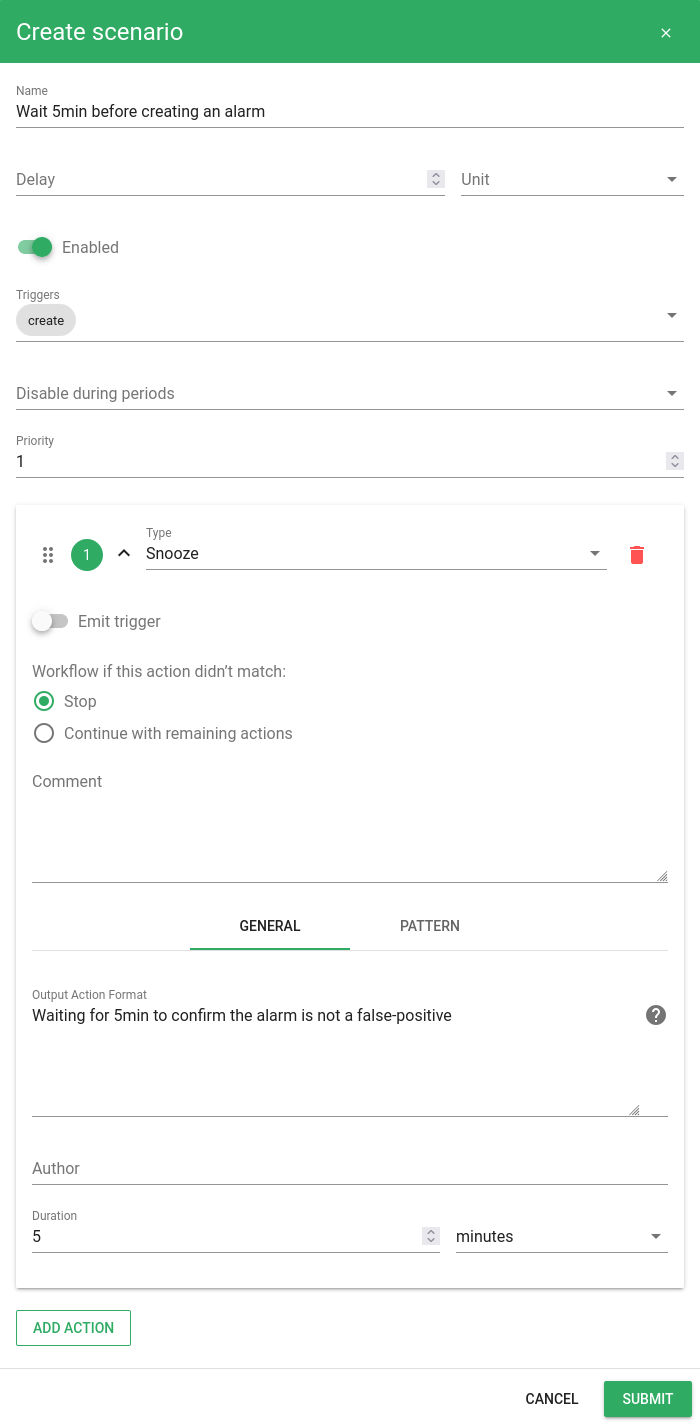 Create scenario ×
Name
Wait 5min before creating an alarm
Delay Unit
Enabled
Triggers
create
Disable during periods
Priority
1
1 Type
Snooze
Emit trigger
Workflow if this action didn't match:
Stop
Continue with remaining actions
Comment
GENERAL PATTERN
Output Action Format
Waiting for 5min to confirm the alarm is not a false-positive
?
Author
Duration
5 minutes
ADD ACTION
CANCEL SUBMIT